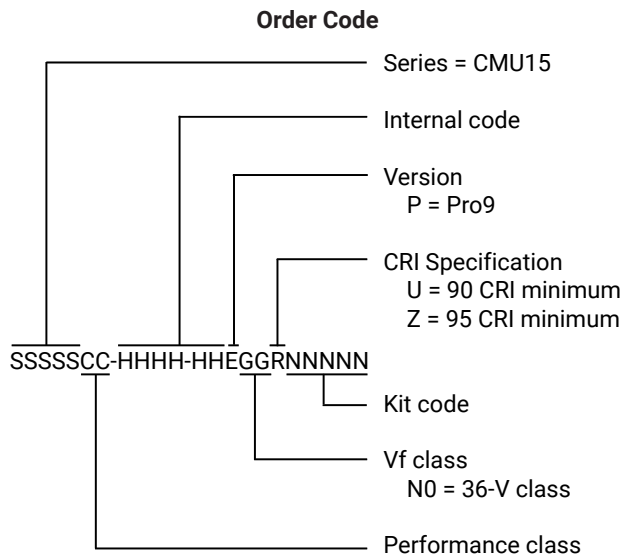 Order Code
Series = CMU15
Internal code
Version
P = Pro9
CRI Specification
U = 90 CRI minimum
Z = 95 CRI minimum
SSSSSCC-HHHH-HHEGGRNNNNN
Kit code
Vf class
N0 = 36-V class
Performance class